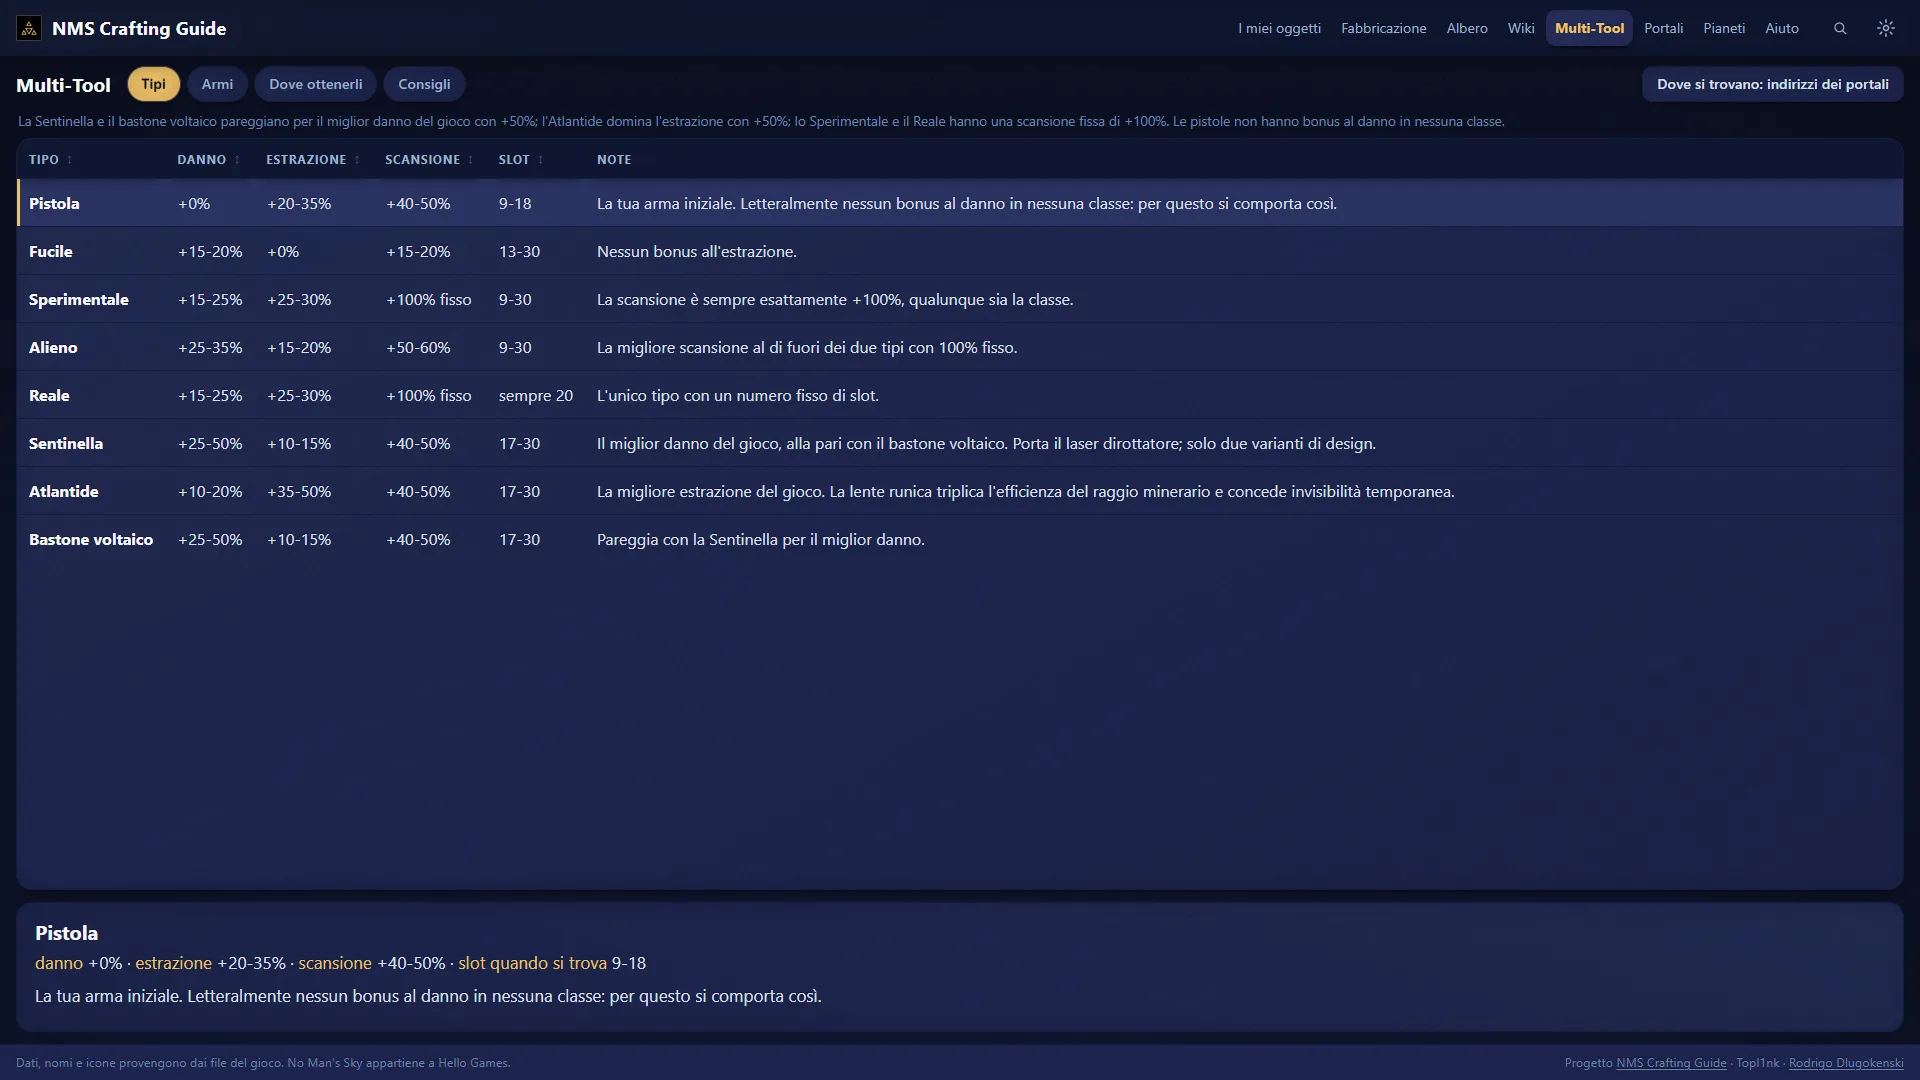 NMS Crafting Guide
I miei oggetti Fabbricazione Albero Wiki Multi-Tool Portali Pianeti Aiuto
Multi-Tool Tipi Armi Dove ottenerli Consigli Dove si trovano: indirizzi dei portali
La Sentinella e il bastone voltaico pareggiano per il miglior danno del gioco con +50%; l'Atlantide domina l'estrazione con +50%; lo Sperimentale e il Reale hanno una scansione fissa di +100%. Le pistole non hanno bonus al danno in nessuna classe.
TIPO ↕ DANNO ↕ ESTRAZIONE ↕ SCANSIONE ↕ SLOT ↕ NOTE
Pistola +0% +20-35% +40-50% 9-18 La tua arma iniziale. Letteralmente nessun bonus al danno in nessuna classe: per questo si comporta così.
Fucile +15-20% +0% +15-20% 13-30 Nessun bonus all'estrazione.
Sperimentale +15-25% +25-30% +100% fisso 9-30 La scansione è sempre esattamente +100%, qualunque sia la classe.
Alieno +25-35% +15-20% +50-60% 9-30 La migliore scansione al di fuori dei due tipi con 100% fisso.
Reale +15-25% +25-30% +100% fisso sempre 20 L'unico tipo con un numero fisso di slot.
Sentinella +25-50% +10-15% +40-50% 17-30 Il miglior danno del gioco, alla pari con il bastone voltaico. Porta il laser dirottatore; solo due varianti di design.
Atlantide +10-20% +35-50% +40-50% 17-30 La migliore estrazione del gioco. La lente runica triplica l'efficienza del raggio minerario e concede invisibilità temporanea.
Bastone voltaico +25-50% +10-15% +40-50% 17-30 Pareggia con la Sentinella per il miglior danno.
Pistola
danno +0% · estrazione +20-35% · scansione +40-50% · slot quando si trova 9-18
La tua arma iniziale. Letteralmente nessun bonus al danno in nessuna classe: per questo si comporta così.
Dati, nomi e icone provengono dai file del gioco. No Man's Sky appartiene a Hello Games. Progetto NMS Crafting Guide · Topl1nk · Rodrigo Dlugokenski